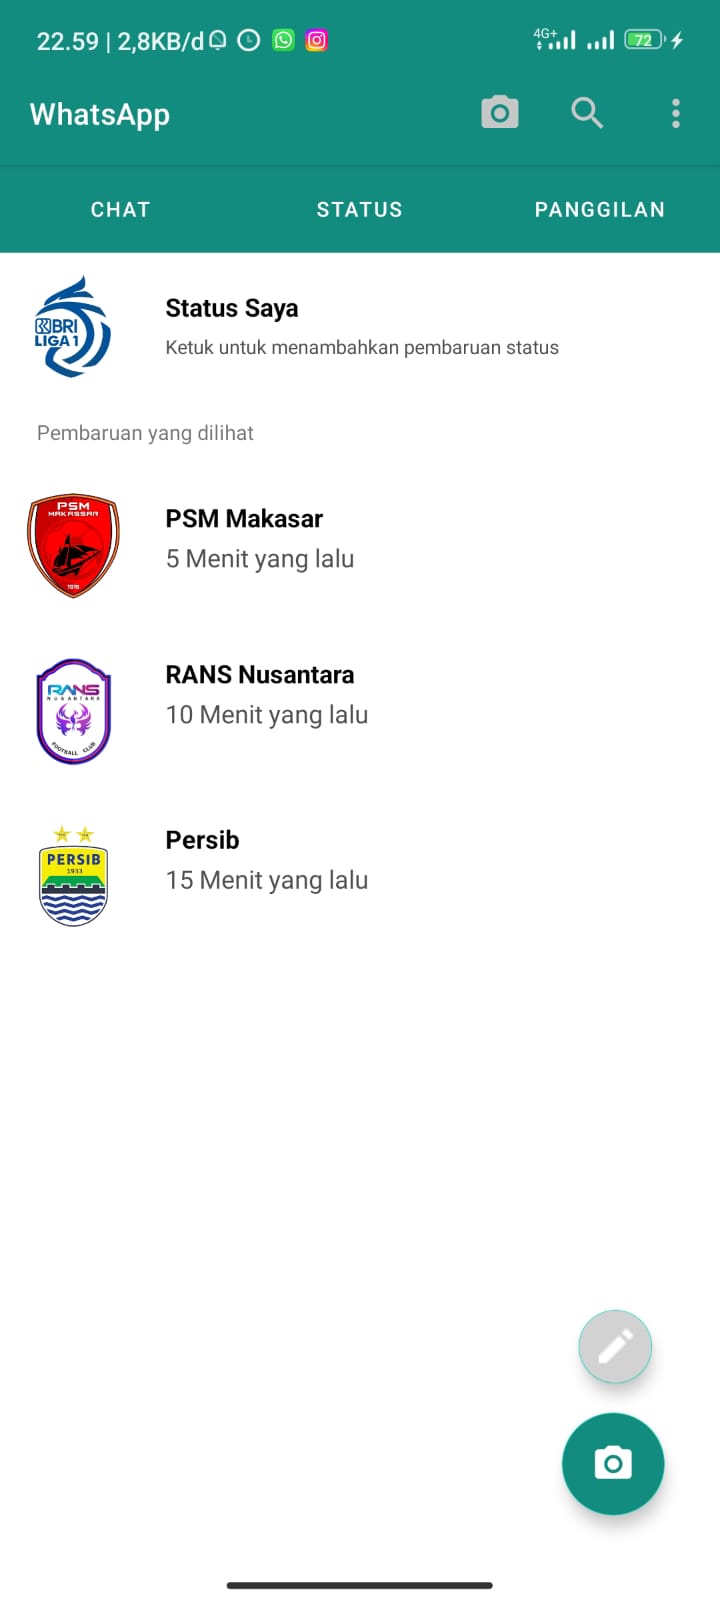 22.59 | 2,8KB/d
4G+
72
WhatsApp
CHAT STATUS PANGGILAN
BRI
LIGA 1
Status Saya
Ketuk untuk menambahkan pembaruan status
Pembaruan yang dilihat
PSM
MAKASSAR
PSM Makasar
5 Menit yang lalu
RANS
NUSANTARA
FOOTBALL CLUB
RANS Nusantara
10 Menit yang lalu
PERSIB
1933
Persib
15 Menit yang lalu